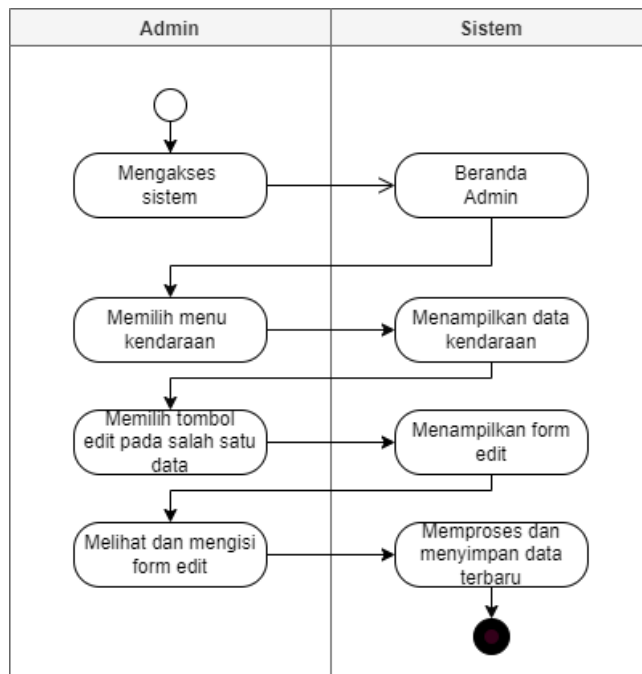 Admin
Sistem
Mengakses
sistem
Beranda
Admin
Memilih menu
kendaraan
Menampilkan data
kendaraan
Memilih tombol
edit pada salah satu
data
Menampilkan form
edit
Melihat dan mengisi
form edit
Memproses dan
menyimpan data
terbaru